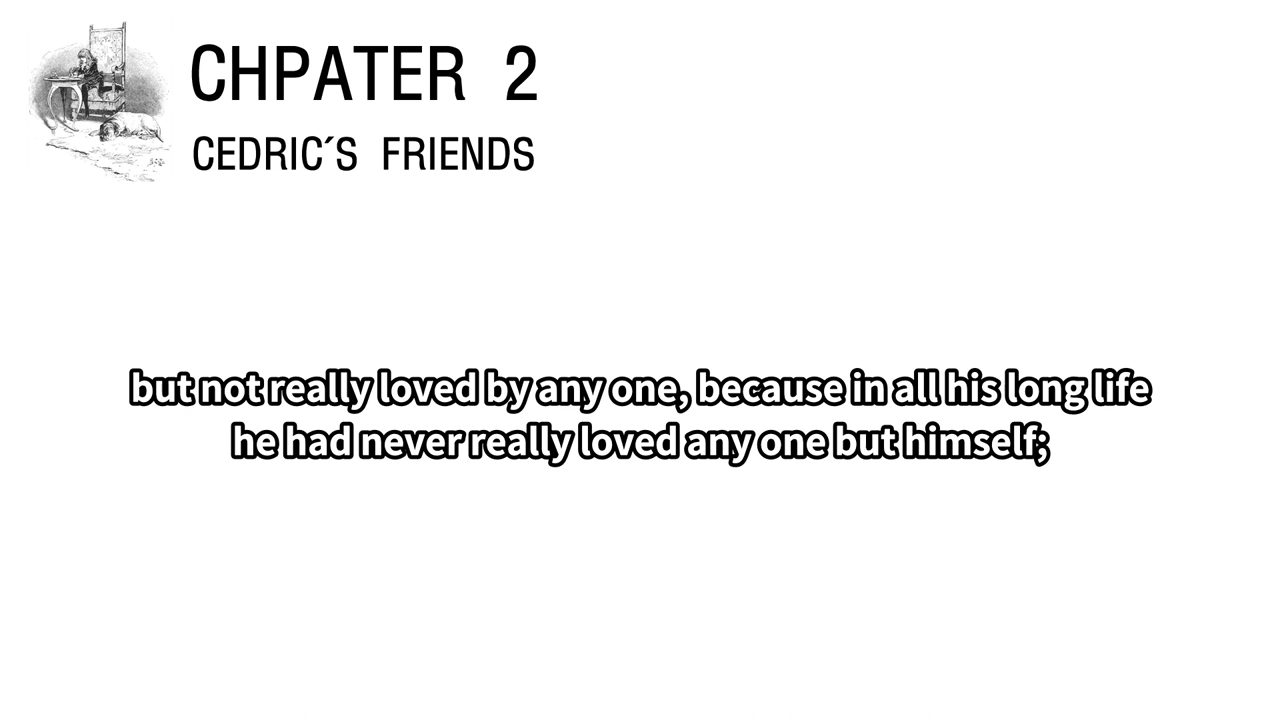 CHPATER 2
CEDRIC´S FRIENDS
but not really loved by any one, because in all his long life
he had never really loved any one but himself;